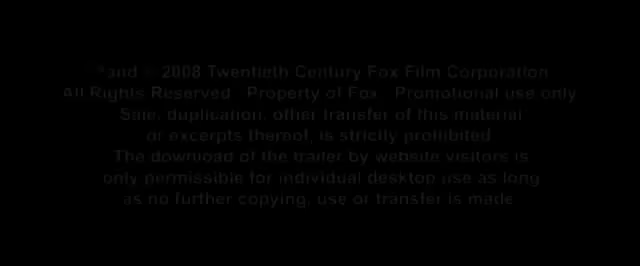 and © 2008 Twentieth Century Fox Film Corporation
All Rights Reserved. Property of Fox. Promotional use only.
Sale, duplication, other transfer of this material
or excerpts thereof, is strictly prohibited.
The download of the trailer by website visitors is
only permissible for individual desktop use as long
as no further copying, use or transfer is made